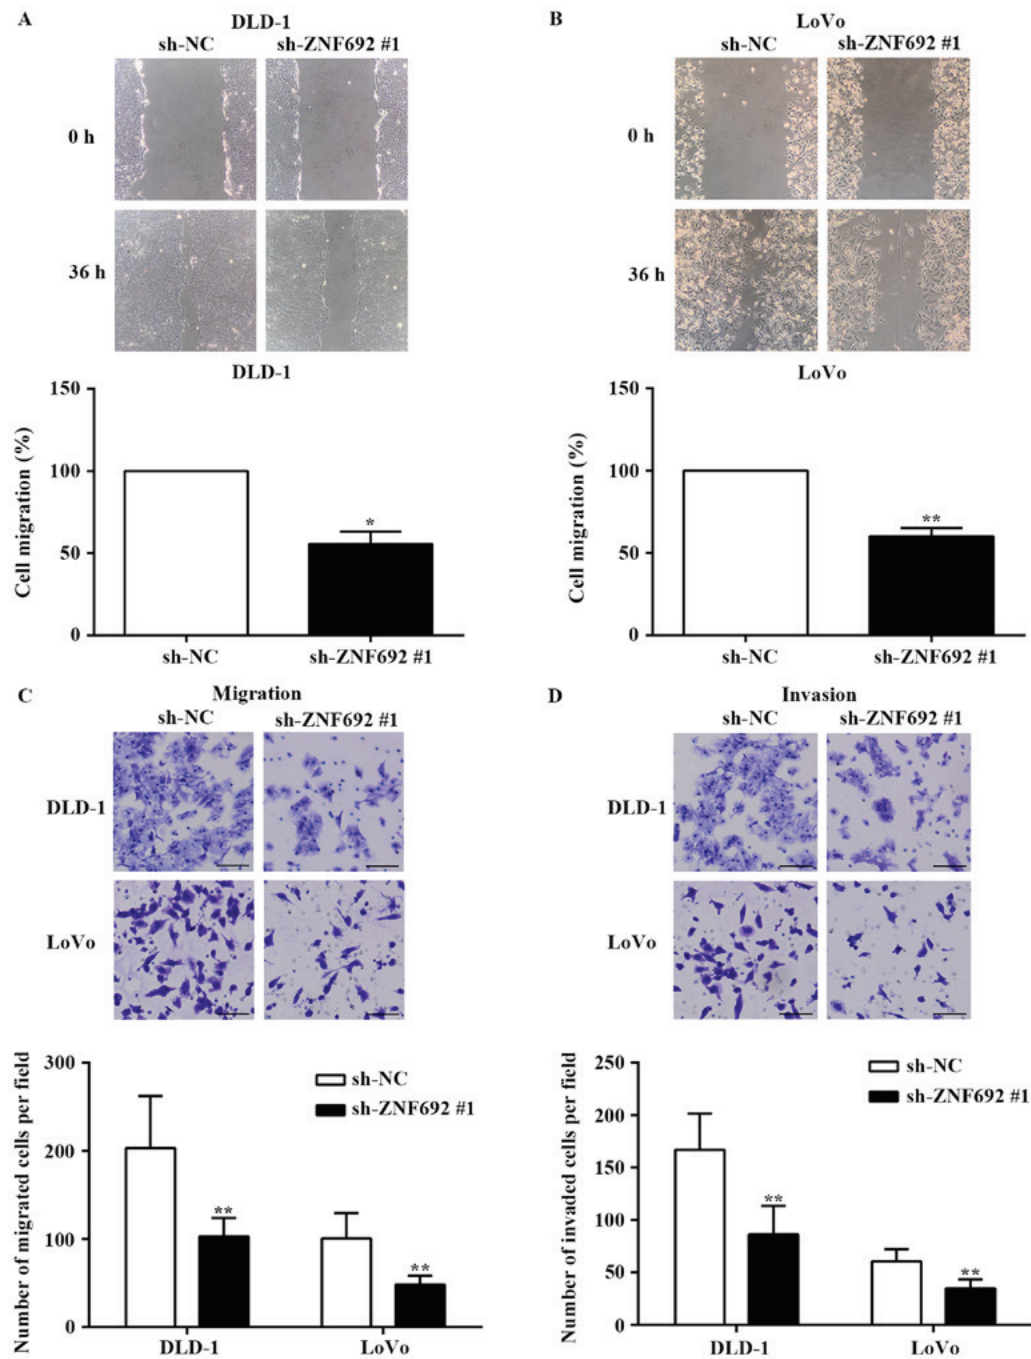 A
DLD-1
sh-NC sh-ZNF692 #1
0 h
36 h
DLD-1
Cell migration (%)
150
100
50
0
*
sh-NC sh-ZNF692 #1
B
LoVo
sh-NC sh-ZNF692 #1
0 h
36 h
LoVo
Cell migration (%)
150
100
50
0
**
sh-NC sh-ZNF692 #1
C
Migration
sh-NC sh-ZNF692 #1
DLD-1
LoVo
Number of migrated cells per field
300
200
100
0
sh-NC
sh-ZNF692 #1
**
**
DLD-1 LoVo
D
Invasion
sh-NC sh-ZNF692 #1
DLD-1
LoVo
Number of invaded cells per field
250
200
150
100
50
0
sh-NC
sh-ZNF692 #1
**
**
DLD-1 LoVo